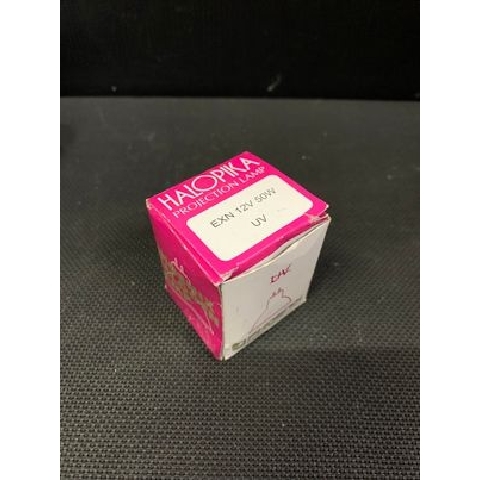 HALOPIKA
PROJECTION LAMP
EXN 12V 50W
UV